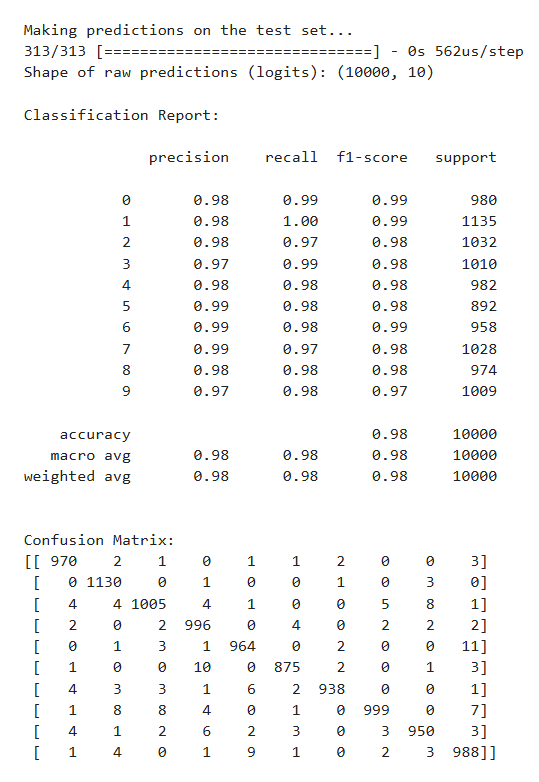 Making predictions on the test set...
313/313 [==============================] - 0s 562us/step
Shape of raw predictions (logits): (10000, 10)
Classification Report:
precision recall f1-score support
0 0.98 0.99 0.99 980
1 0.98 1.00 0.99 1135
2 0.98 0.97 0.98 1032
3 0.97 0.99 0.98 1010
4 0.98 0.98 0.98 982
5 0.99 0.98 0.98 892
6 0.99 0.98 0.99 958
7 0.99 0.97 0.98 1028
8 0.98 0.98 0.98 974
9 0.97 0.98 0.97 1009
accuracy 0.98 10000
macro avg 0.98 0.98 0.98 10000
weighted avg 0.98 0.98 0.98 10000
Confusion Matrix:
[[ 970 2 1 0 1 1 2 0 0 3]
[ 0 1130 0 1 0 0 1 0 3 0]
[ 4 4 1005 4 1 0 0 5 8 1]
[ 2 0 2 996 0 4 0 2 2 2]
[ 0 1 3 1 964 0 2 0 0 11]
[ 1 0 0 10 0 875 2 0 1 3]
[ 4 3 3 1 6 2 938 0 0 1]
[ 1 8 8 4 0 1 0 999 0 7]
[ 4 1 2 6 2 3 0 3 950 3]
[ 1 4 0 1 9 1 0 2 3 988]]